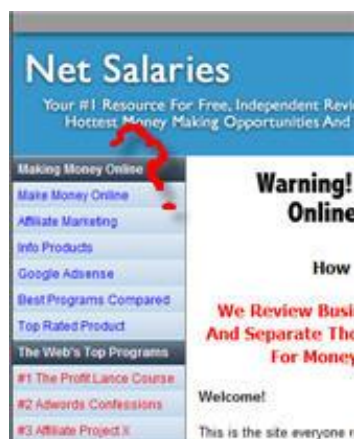 Net Salaries
Your #1 Resource For Free, Independent Revi
Hottest Money Making Opportunities And
Making Money Online
Make Money Online
Affiliate Marketing
Info Products
Google Adsense
Best Programs Compared
Top Rated Product
The Web's Top Programs
#1 The Profit Lance Course
#2 Adwords Confessions
#3 Affiliate Project X
Warning!
Online
How
We Review Busi
And Separate The
For Money
Welcome!
This is the site everyone r